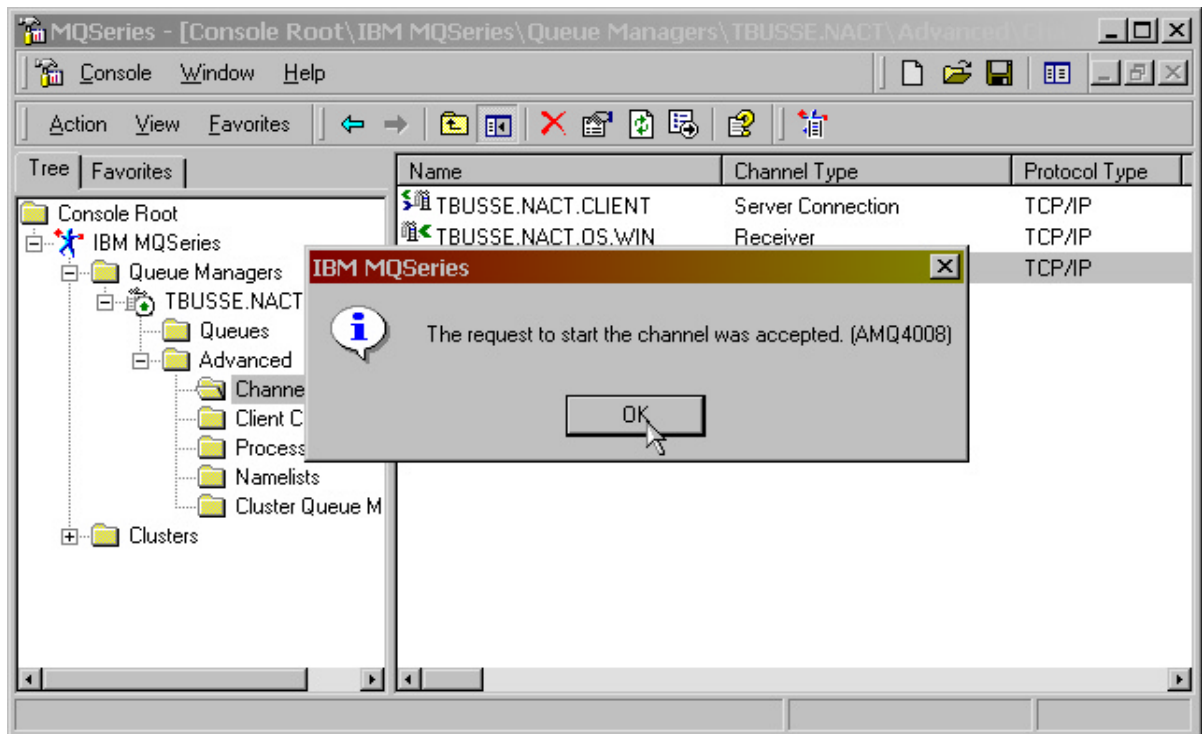 MQSeries - [Console Root\IBM MQSeries\Queue Managers\TBUSSE.NACT\Advanced\
Console Window Help
Action View Favorites
Tree Favorites
Name Channel Type Protocol Type
Console Root
TBUSSE.NACT.CLIENT Server Connection TCP/IP
IBM MQSeries
TBUSSE.NACT.OS.WIN Receiver TCP/IP
Queue Managers
IBM MQSeries
TCP/IP
TBUSSE.NACT
Queues
The request to start the channel was accepted. (AMQ4008)
Advanced
Channe
Client C
OK
Process
Namelists
Cluster Queue M
Clusters